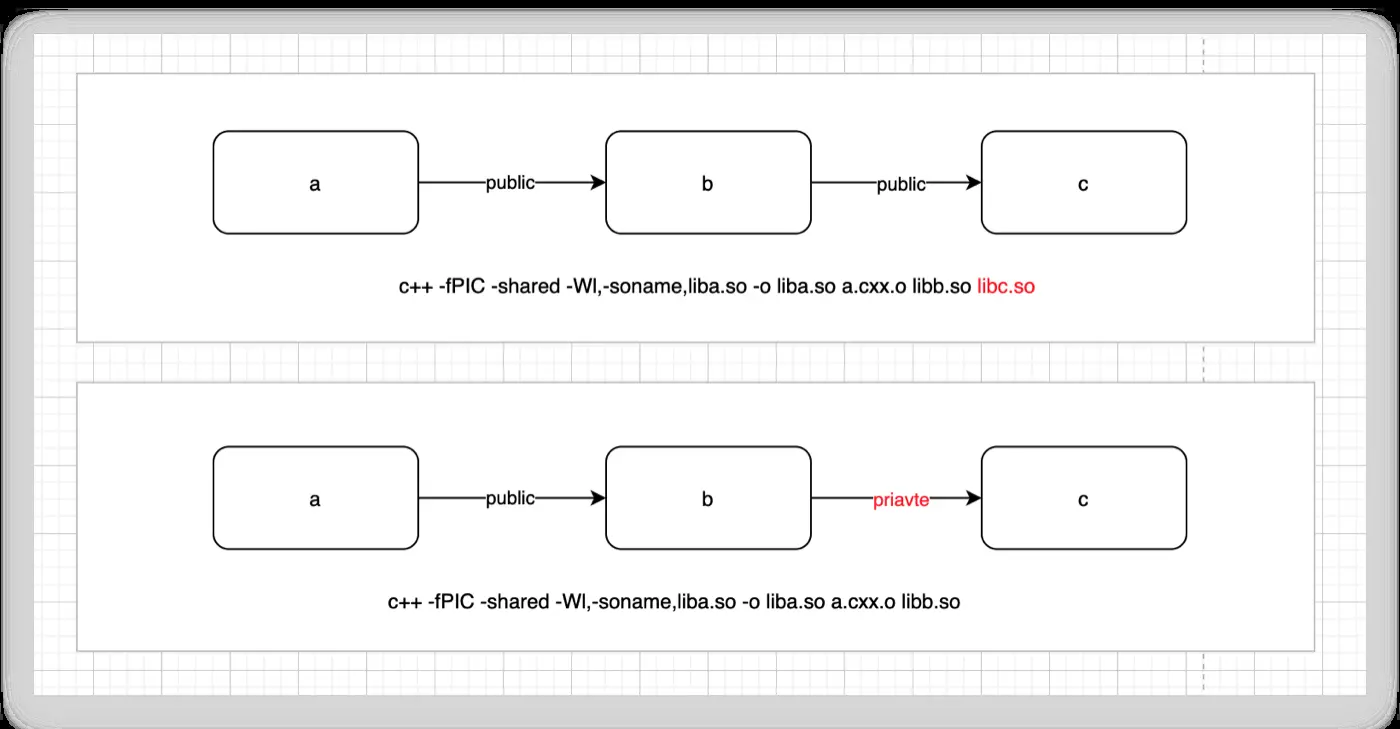 a public b public c
c++ -fPIC -shared -Wl,-soname,liba.so -o liba.so a.cxx.o libb.so libc.so
a public b priavte c
c++ -fPIC -shared -Wl,-soname,liba.so -o liba.so a.cxx.o libb.so